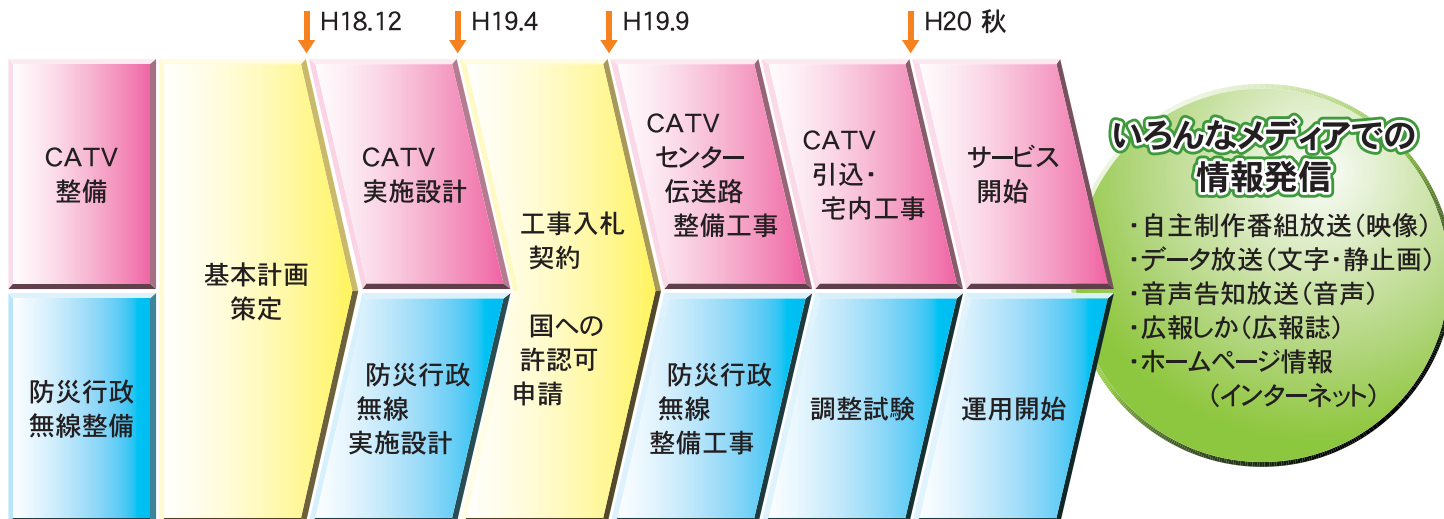 H18.12
H19.4
H19.9
H20 秋
CATV
整備
防災行政
無線整備
基本計画
策定
CATV
実施設計
防災行政
無線
実施設計
工事入札
契約
国への
許認可
申請
CATV
センター
伝送路
整備工事
防災行政
無線
整備工事
CATV
引込・
宅内工事
調整試験
サービス
開始
運用開始
いろんなメディアでの
情報発信
・自主制作番組放送(映像)
・データ放送(文字・静止画)
・音声告知放送(音声)
・広報しか(広報誌)
・ホームページ情報
(インターネット)